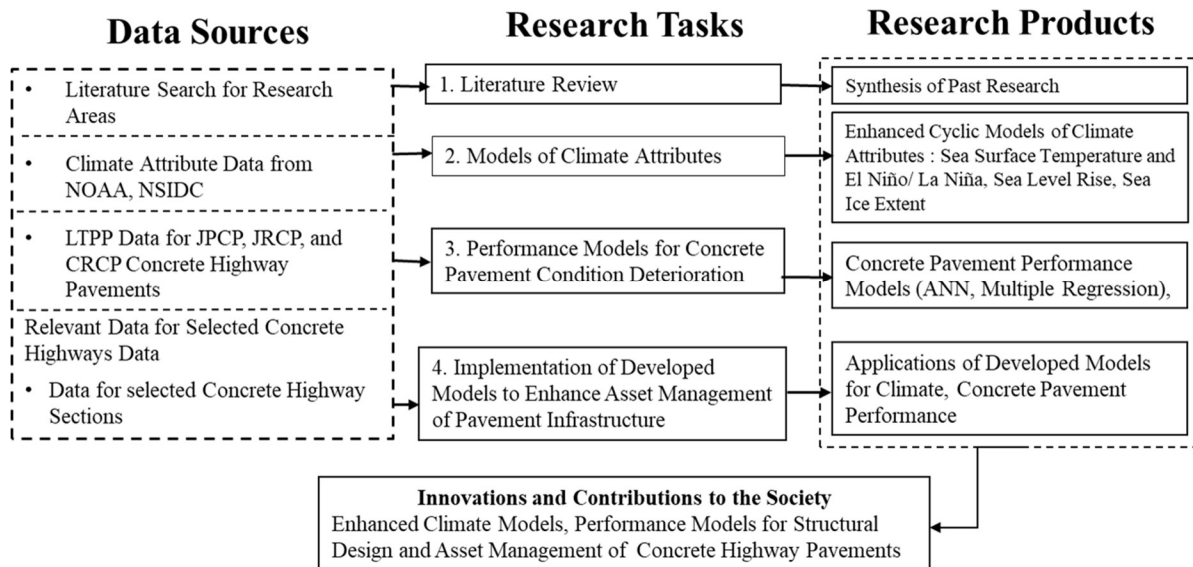 Data Sources
Research Tasks
Research Products
• Literature Search for Research
Areas
• Climate Attribute Data from
NOAA, NSIDC
• LTPP Data for JPCP, JRCP, and
CRCP Concrete Highway
Pavements
Relevant Data for Selected Concrete
Highways Data
• Data for selected Concrete Highway
Sections
1. Literature Review
2. Models of Climate Attributes
3. Performance Models for Concrete
Pavement Condition Deterioration
4. Implementation of Developed
Models to Enhance Asset Management
of Pavement Infrastructure
Synthesis of Past Research
Enhanced Cyclic Models of Climate
Attributes : Sea Surface Temperature and
El Niño/ La Niña, Sea Level Rise, Sea
Ice Extent
Concrete Pavement Performance
Models (ANN, Multiple Regression),
Applications of Developed Models
for Climate, Concrete Pavement
Performance
Innovations and Contributions to the Society
Enhanced Climate Models, Performance Models for Structural
Design and Asset Management of Concrete Highway Pavements